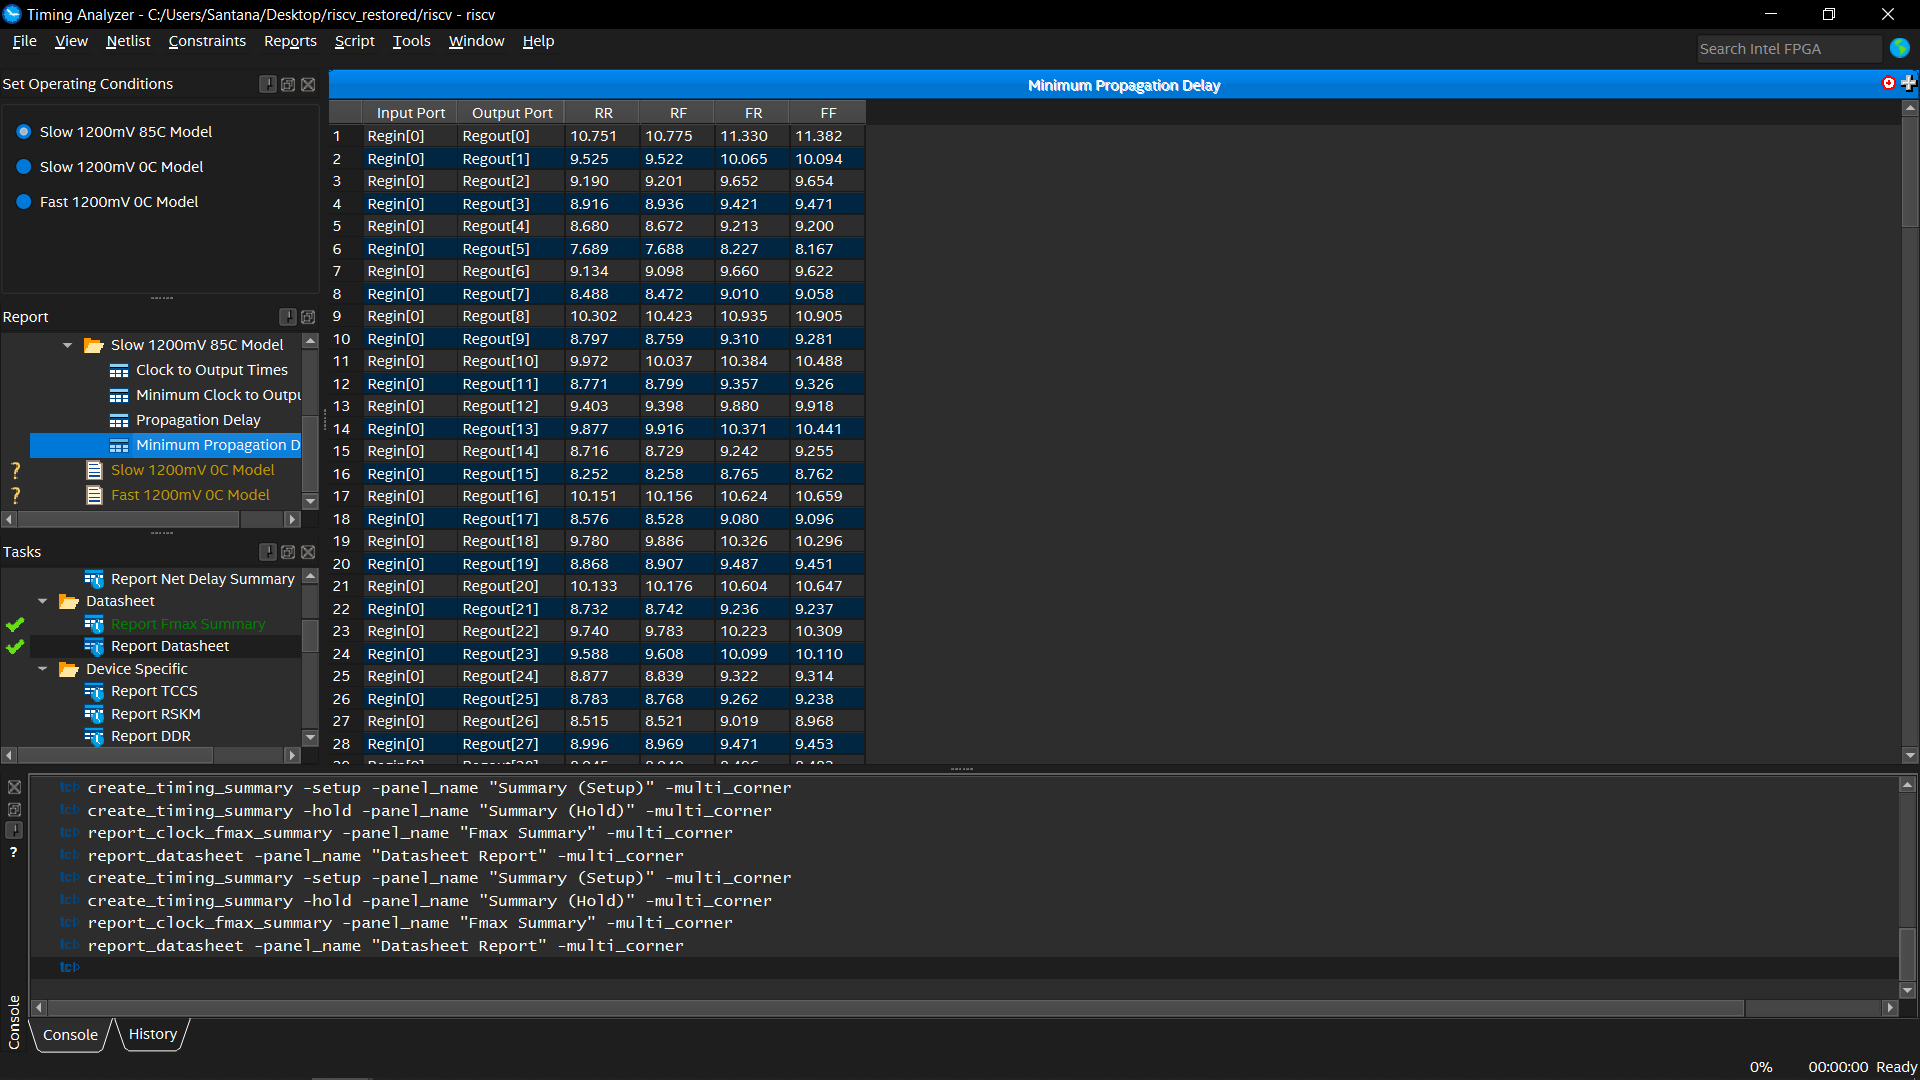 Timing Analyzer - C:/Users/Santana/Desktop/riscv_restored/riscv - riscv
File View Netlist Constraints Reports Script Tools Window Help
Search Intel FPGA
Set Operating Conditions
Slow 1200mV 85C Model
Slow 1200mV 0C Model
Fast 1200mV 0C Model
Report
Slow 1200mV 85C Model
Clock to Output Times
Minimum Clock to Outpu
Propagation Delay
Minimum Propagation D
? Slow 1200mV 0C Model
? Fast 1200mV 0C Model
Tasks
Report Net Delay Summary
Datasheet
Report Fmax Summary
Report Datasheet
Device Specific
Report TCCS
Report RSKM
Report DDR
Minimum Propagation Delay
Input Port Output Port RR RF FR FF
1 Regin[0] Regout[0] 10.751 10.775 11.330 11.382
2 Regin[0] Regout[1] 9.525 9.522 10.065 10.094
3 Regin[0] Regout[2] 9.190 9.201 9.652 9.654
4 Regin[0] Regout[3] 8.916 8.936 9.421 9.471
5 Regin[0] Regout[4] 8.680 8.672 9.213 9.200
6 Regin[0] Regout[5] 7.689 7.688 8.227 8.167
7 Regin[0] Regout[6] 9.134 9.098 9.660 9.622
8 Regin[0] Regout[7] 8.488 8.472 9.010 9.058
9 Regin[0] Regout[8] 10.302 10.423 10.935 10.905
10 Regin[0] Regout[9] 8.797 8.759 9.310 9.281
11 Regin[0] Regout[10] 9.972 10.037 10.384 10.488
12 Regin[0] Regout[11] 8.771 8.799 9.357 9.326
13 Regin[0] Regout[12] 9.403 9.398 9.880 9.918
14 Regin[0] Regout[13] 9.877 9.916 10.371 10.441
15 Regin[0] Regout[14] 8.716 8.729 9.242 9.255
16 Regin[0] Regout[15] 8.252 8.258 8.765 8.762
17 Regin[0] Regout[16] 10.151 10.156 10.624 10.659
18 Regin[0] Regout[17] 8.576 8.528 9.080 9.096
19 Regin[0] Regout[18] 9.780 9.886 10.326 10.296
20 Regin[0] Regout[19] 8.868 8.907 9.487 9.451
21 Regin[0] Regout[20] 10.133 10.176 10.604 10.647
22 Regin[0] Regout[21] 8.732 8.742 9.236 9.237
23 Regin[0] Regout[22] 9.740 9.783 10.223 10.309
24 Regin[0] Regout[23] 9.588 9.608 10.099 10.110
25 Regin[0] Regout[24] 8.877 8.839 9.322 9.314
26 Regin[0] Regout[25] 8.783 8.768 9.262 9.238
27 Regin[0] Regout[26] 8.515 8.521 9.019 8.968
28 Regin[0] Regout[27] 8.996 8.969 9.471 9.453
tcl> create_timing_summary -setup -panel_name "Summary (Setup)" -multi_corner
tcl> create_timing_summary -hold -panel_name "Summary (Hold)" -multi_corner
tcl> report_clock_fmax_summary -panel_name "Fmax Summary" -multi_corner
tcl> report_datasheet -panel_name "Datasheet Report" -multi_corner
tcl> create_timing_summary -setup -panel_name "Summary (Setup)" -multi_corner
tcl> create_timing_summary -hold -panel_name "Summary (Hold)" -multi_corner
tcl> report_clock_fmax_summary -panel_name "Fmax Summary" -multi_corner
tcl> report_datasheet -panel_name "Datasheet Report" -multi_corner
tcl>
?
Console
Console History
0% 00:00:00 Ready